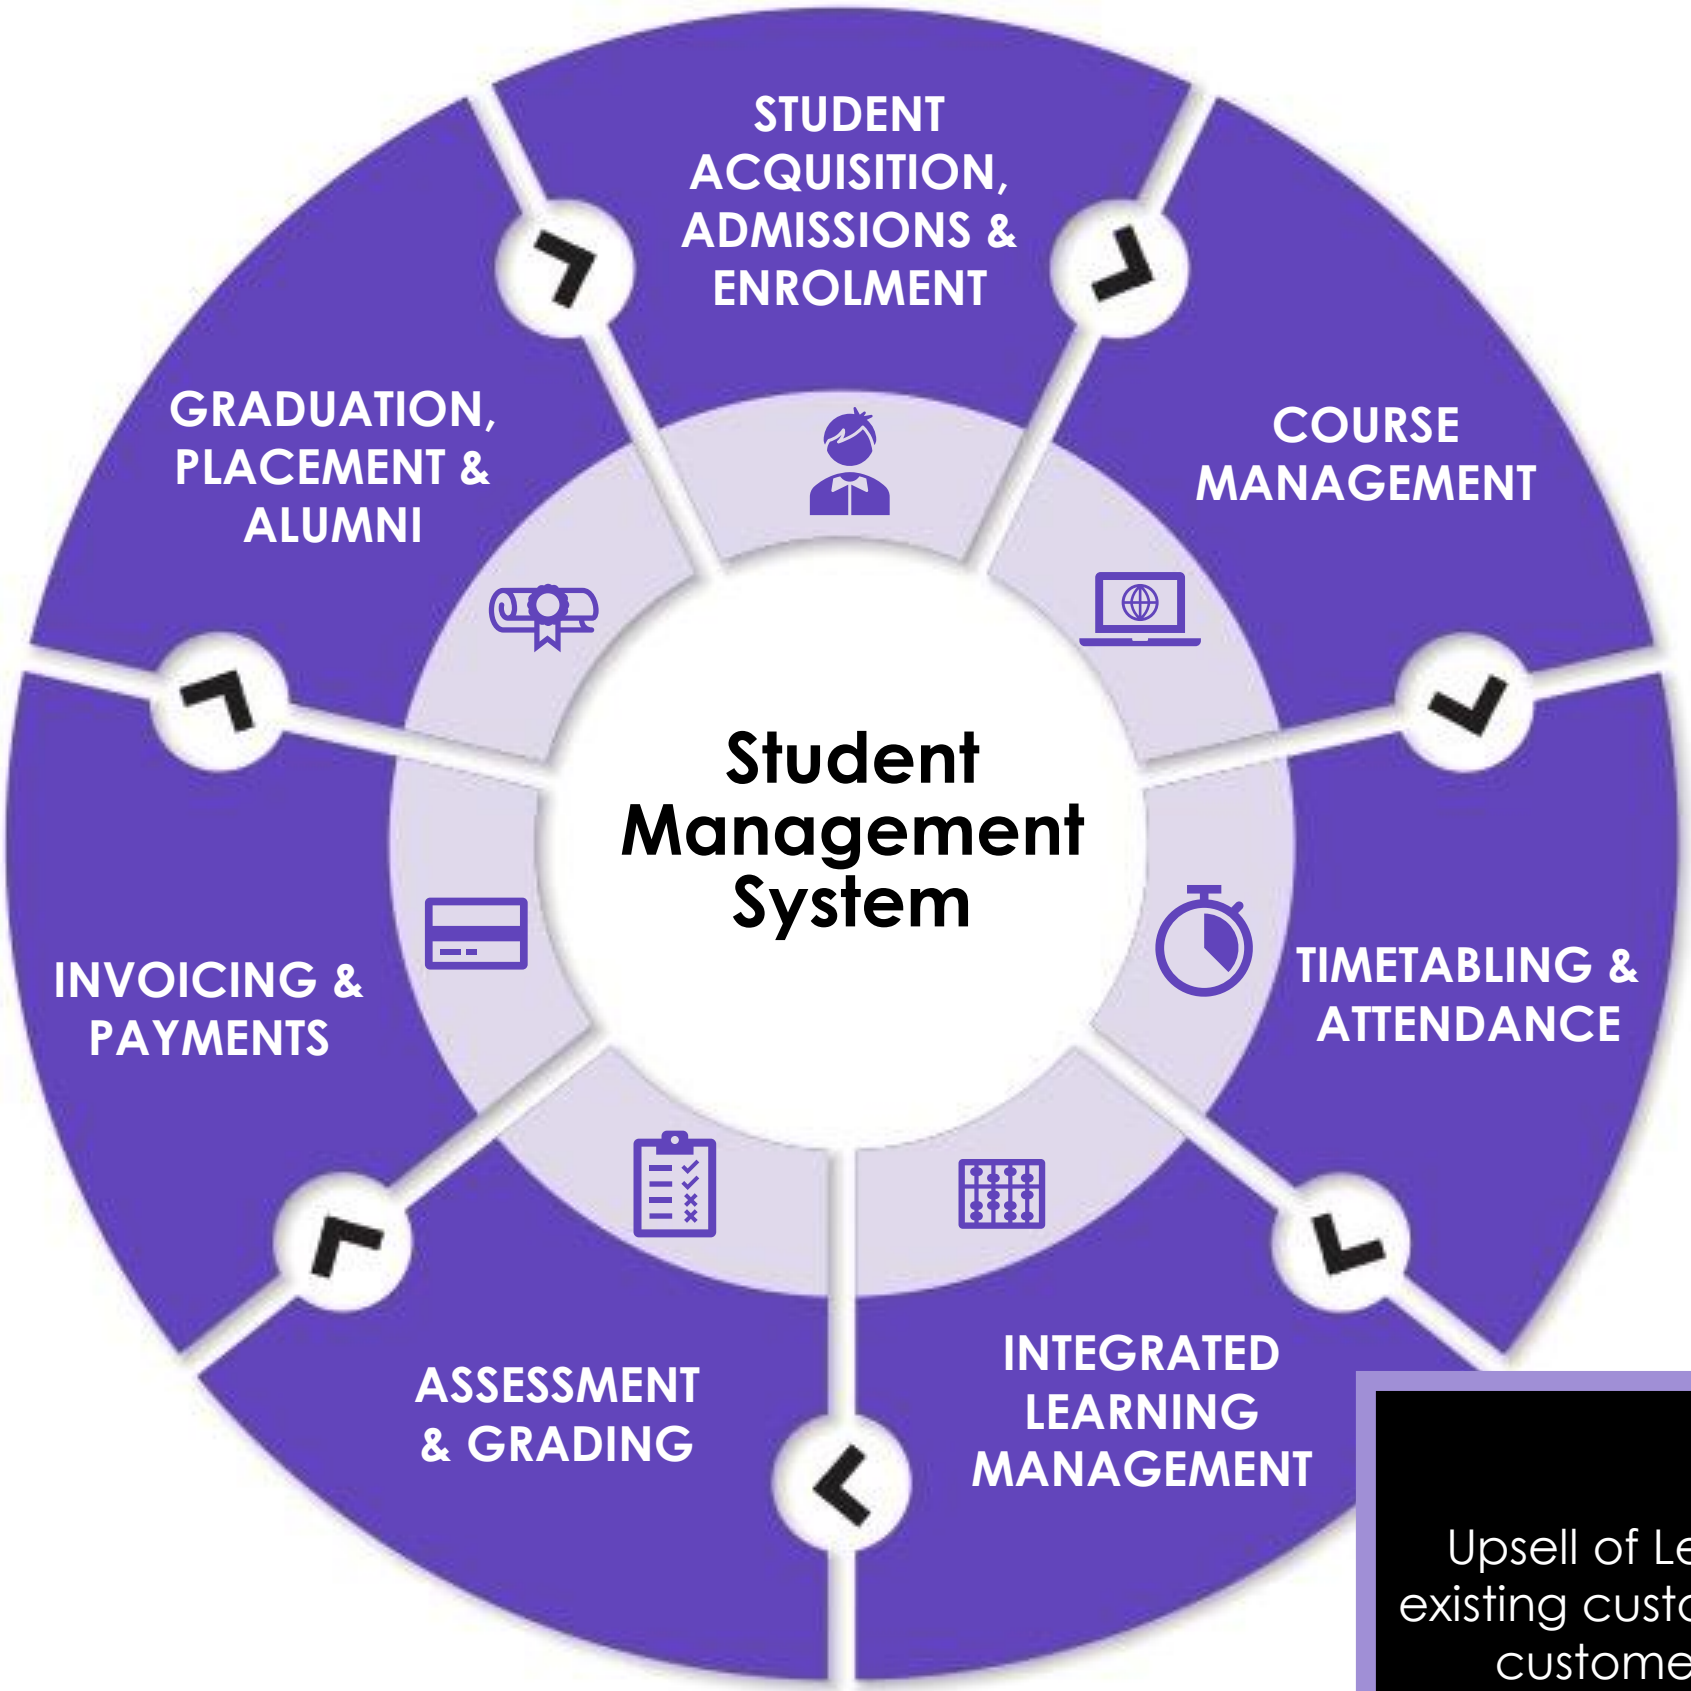 STUDENT
ACQUISITION,
ADMISSIONS &
ENROLMENT
COURSE
MANAGEMENT
TIMETABLING &
ATTENDANCE
INTEGRATED
LEARNING
MANAGEMENT
ASSESSMENT
& GRADING
INVOICING &
PAYMENTS
GRADUATION,
PLACEMENT &
ALUMNI
Student
Management
System
Upsell of
existing